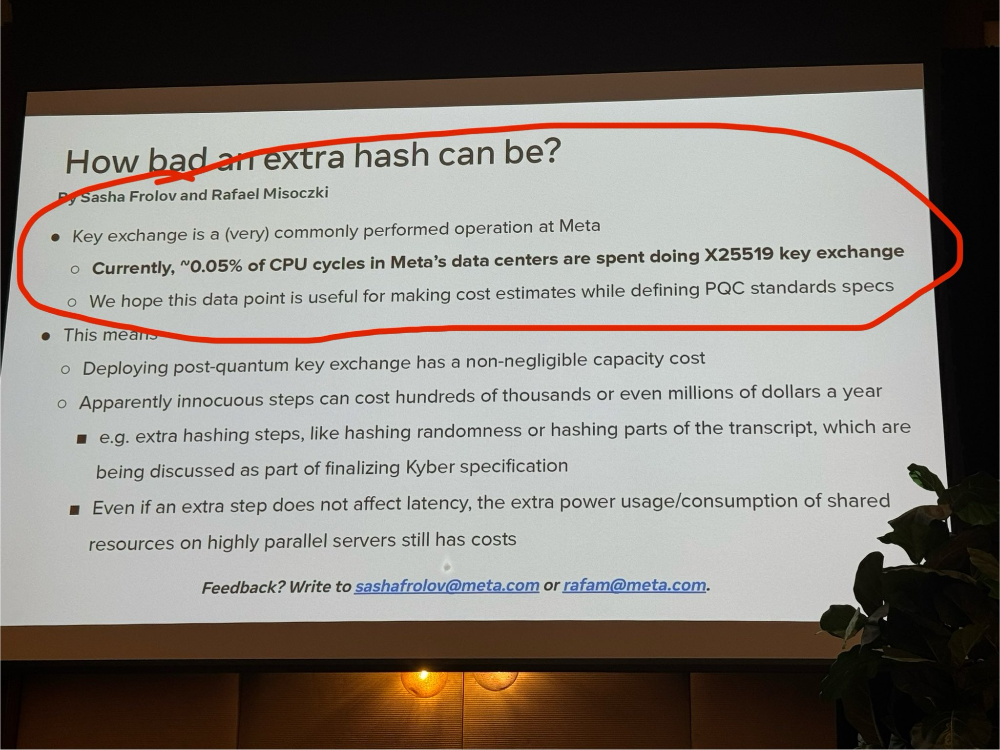 How bad an extra hash can be?
By Sasha Frolov and Rafael Misoczki
● Key exchange is a (very) commonly performed operation at Meta
○ Currently, ~0.05% of CPU cycles in Meta's data centers are spent doing X25519 key exchange
○ We hope this data point is useful for making cost estimates while defining PQC standards specs
● This means
○ Deploying post-quantum key exchange has a non-negligible capacity cost
○ Apparently innocuous steps can cost hundreds of thousands or even millions of dollars a year
■ e.g. extra hashing steps, like hashing randomness or hashing parts of the transcript, which are
being discussed as part of finalizing Kyber specification
■ Even if an extra step does not affect latency, the extra power usage/consumption of shared
resources on highly parallel servers still has costs
Feedback? Write to sashafrolov@meta.com or rafam@meta.com.